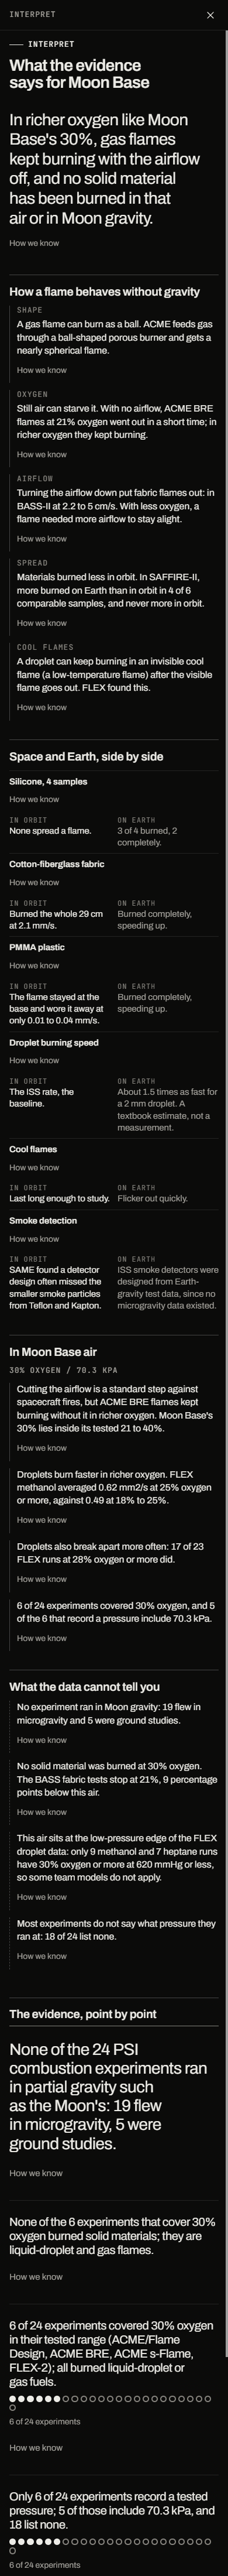 INTERPRET
INTERPRET
What the evidence
says for Moon Base
In richer oxygen like Moon
Base's 30%, gas flames
kept burning with the airflow
off, and no solid material
has been burned in that
air or in Moon gravity.
How we know
How a flame behaves without gravity
SHAPE
A gas flame can burn as a ball. ACME feeds gas
through a ball-shaped porous burner and gets a
nearly spherical flame.
How we know
OXYGEN
Still air can starve it. With no airflow, ACME BRE
flames at 21% oxygen went out in a short time; in
richer oxygen they kept burning.
How we know
AIRFLOW
Turning the airflow down put fabric flames out: in
BASS-II at 2.2 to 5 cm/s. With less oxygen, a
flame needed more airflow to stay alight.
How we know
SPREAD
Materials burned less in orbit. In SAFFIRE-II,
more burned on Earth than in orbit in 4 of 6
comparable samples, and never more in orbit.
How we know
COOL FLAMES
A droplet can keep burning in an invisible cool
flame (a low-temperature flame) after the visible
flame goes out. FLEX found this.
How we know
Space and Earth, side by side
Silicone, 4 samples
How we know
IN ORBIT
None spread a flame.
ON EARTH
3 of 4 burned, 2
completely.
Cotton-fiberglass fabric
How we know
IN ORBIT
Burned the whole 29 cm
at 2.1 mm/s.
ON EARTH
Burned completely,
speeding up.
PMMA plastic
How we know
IN ORBIT
The flame stayed at the
base and wore it away at
only 0.01 to 0.04 mm/s.
ON EARTH
Burned completely,
speeding up.
Droplet burning speed
How we know
IN ORBIT
The ISS rate, the
baseline.
ON EARTH
About 1.5 times as fast for
a 2 mm droplet. A
textbook estimate, not a
measurement.
Cool flames
How we know
IN ORBIT
Last long enough to study.
ON EARTH
Flicker out quickly.
Smoke detection
How we know
IN ORBIT
SAME found a detector
design often missed the
smaller smoke particles
from Teflon and Kapton.
ON EARTH
ISS smoke detectors were
designed from Earth-
gravity test data, since no
microgravity data existed.
In Moon Base air
30% OXYGEN / 70.3 KPA
Cutting the airflow is a standard step against
spacecraft fires, but ACME BRE flames kept
burning without it in richer oxygen. Moon Base's
30% lies inside its tested 21 to 40%.
How we know
Droplets burn faster in richer oxygen. FLEX
methanol averaged 0.62 mm2/s at 25% oxygen
or more, against 0.49 at 18% to 25%.
How we know
Droplets also break apart more often: 17 of 23
FLEX runs at 28% oxygen or more did.
How we know
6 of 24 experiments covered 30% oxygen, and 5
of the 6 that record a pressure include 70.3 kPa.
How we know
What the data cannot tell you
No experiment ran in Moon gravity: 19 flew in
microgravity and 5 were ground studies.
How we know
No solid material was burned at 30% oxygen.
The BASS fabric tests stop at 21%, 9 percentage
points below this air.
How we know
This air sits at the low-pressure edge of the FLEX
droplet data: only 9 methanol and 7 heptane runs
have 30% oxygen or more at 620 mmHg or less,
so some team models do not apply.
How we know
Most experiments do not say what pressure they
ran at: 18 of 24 list none.
How we know
The evidence, point by point
None of the 24 PSI
combustion experiments ran
in partial gravity such
as the Moon's: 19 flew
in microgravity, 5 were
ground studies.
How we know
None of the 6 experiments that cover 30%
oxygen burned solid materials; they are
liquid-droplet and gas flames.
How we know
6 of 24 experiments covered 30% oxygen
in their tested range (ACME/Flame
Design, ACME BRE, ACME s-Flame,
FLEX-2); all burned liquid-droplet or
gas fuels.
6 of 24 experiments
How we know
Only 6 of 24 experiments record a tested
pressure; 5 of those include 70.3 kPa, and
18 list none.
6 of 24 experiments